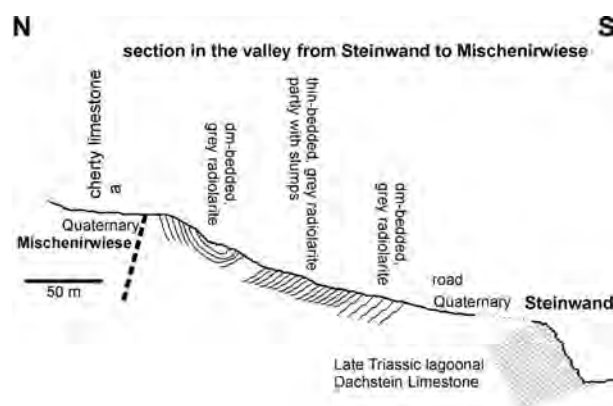 N
S
section in the valley from Steinwand to Mischenirwiese
cherty limestone
a
dm-bedded,
grey radiolarite
thin-bedded, grey radiolarite
partly with slumps
dm-bedded,
grey radiolarite
Quaternary
Mischenirwiese
50 m
road
Quaternary
Steinwand
Late Triassic lagoonal
Dachstein Limestone